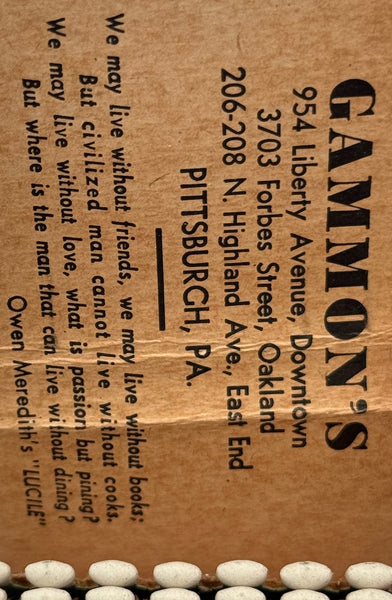 GAMMON'S
954 Liberty Avenue, Downtown
3703 Forbes Street, Oakland
206-208 N. Highland Ave., East End
PITTSBURGH, PA.
We may live without friends, we may live without books;
But civilized man cannot live without cooks.
We may live without love, what is passion but pining?
But where is the man that can live without dining?
Owen Meredith's "LUCILE"